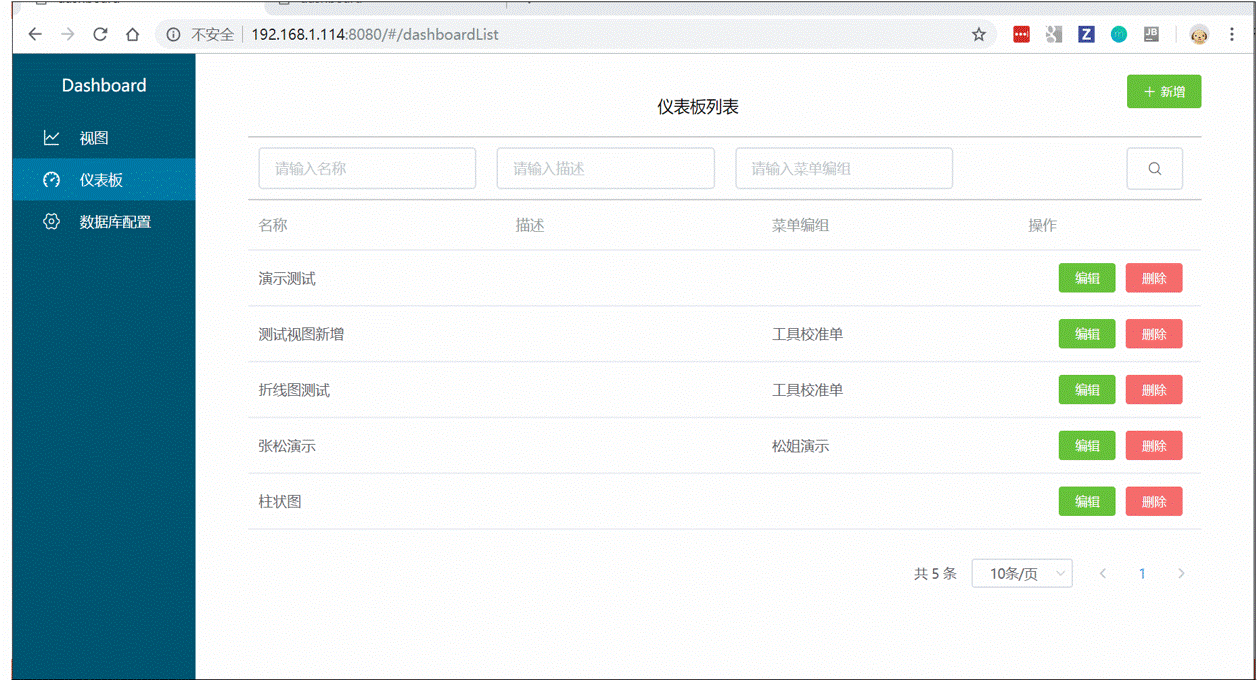 不安全 192.168.1.114:8080/#/dashboardList
Dashboard
视图
仪表板
数据库配置
仪表板列表
+ 新增
请输入名称 请输入描述 请输入菜单编组
名称 描述 菜单编组 操作
演示测试 编辑 删除
测试视图新增 工具校准单 编辑 删除
折线图测试 工具校准单 编辑 删除
张松演示 松姐演示 编辑 删除
柱状图 编辑 删除
共 5 条 10条/页 1